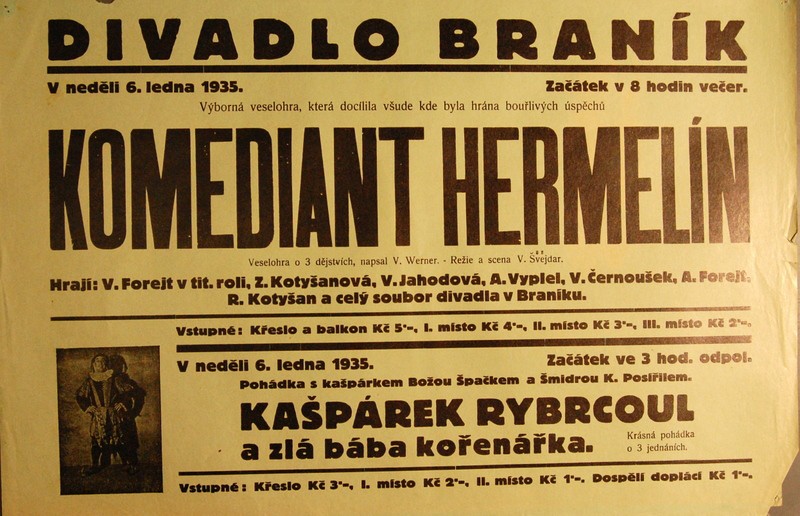 DIVADLO BRANÍK
V neděli 6. ledna 1935. Začátek v 8 hodin večer.
Výborná veselohra, která docílila všude kde byla hrána bouřlivých úspěchů
KOMEDIANT HERMELÍN
Veselohra o 3 dějstvích, napsal V. Werner. - Režie a scena V. Švejdar.
Hrají: V. Forejt v tit. roli, Z. Kotyšanová, V. Jahodová, A. Vyplel, V. Černoušek, A. Forejt,
R. Kotyšan a celý soubor divadla v Braníku.
Vstupné: Křeslo a balkon Kč 5·-, I. místo Kč 4·-, II. místo Kč 3·-, III. místo Kč 2·-.
V neděli 6. ledna 1935. Začátek ve 3 hod. odpol.
Pohádka s kašpárkem Božou Špačkem a Šmidrou K. Posířilem.
KAŠPÁREK RYBRCOUL
a zlá bába kořenářka.
Krásná pohádka
o 3 jednáních.
Vstupné: Křeslo Kč 3·-, I. místo Kč 2·-, II. místo Kč 1·-. Dospělí doplácí Kč 1·-.